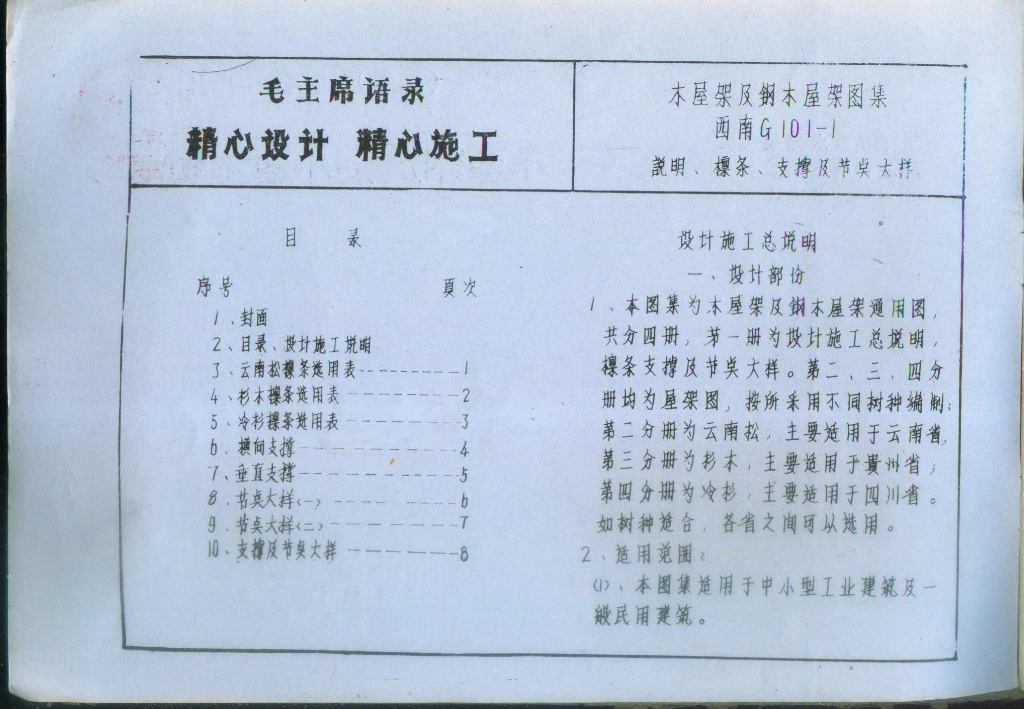 毛主席语录
精心设计 精心施工
木屋架及钢木屋架图集
西南G101-1
說明、檩条、支撑及节点大样
目 录
序号 頁次
1、封面
2、目录、设计施工説明
3、云南松檩条选用表--------1
4、杉木檩条选用表--------2
5、冷杉檩条选用表--------3
6、横向支撑--------4
7、垂直支撑--------5
8、节点大样(一)--------6
9、节点大样(二)--------7
10、支撑及节点大样--------8
设计施工总説明
一、设计部份
1、本图集为木屋架及鋼木屋架通用图，
共分四册，第一册为设计施工总説明，
檩条支撑及节点大样。第二、三、四分
册均为屋架图，按所采用不同树种编制：
第二分册为云南松，主要适用于云南省，
第三分册为杉木，主要适用于貴州省；
第四分册为冷杉，主要适用于四川省。
如树种适合，各省之间可从选用。
2、适用范围：
(1)、本图集适用于中小型工业建筑及一
般民用建筑。